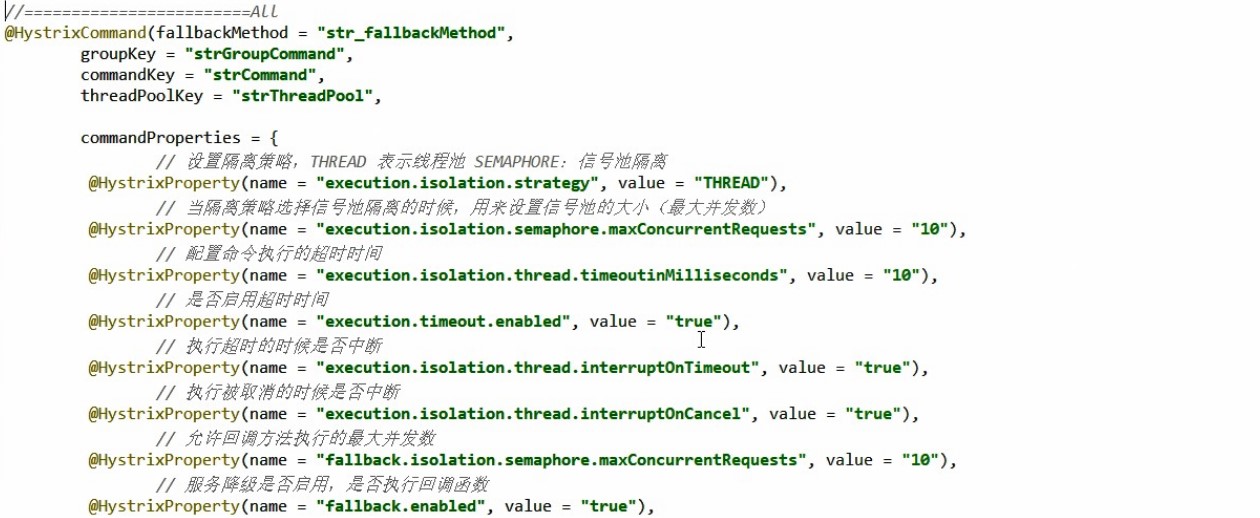 //========================All
@HystrixCommand(fallbackMethod = "str_fallbackMethod",
groupKey = "strGroupCommand",
commandKey = "strCommand",
threadPoolKey = "strThreadPool",
commandProperties = {
// 设置隔离策略，THREAD 表示线程池 SEMAPHORE：信号池隔离
@HystrixProperty(name = "execution.isolation.strategy", value = "THREAD"),
// 当隔离策略选择信号池隔离的时候，用来设置信号池的大小（最大并发数）
@HystrixProperty(name = "execution.isolation.semaphore.maxConcurrentRequests", value = "10"),
// 配置命令执行的超时时间
@HystrixProperty(name = "execution.isolation.thread.timeoutinMilliseconds", value = "10"),
// 是否启用超时时间
@HystrixProperty(name = "execution.timeout.enabled", value = "true"),
// 执行超时的时候是否中断
@HystrixProperty(name = "execution.isolation.thread.interruptOnTimeout", value = "true"),
// 执行被取消的时候是否中断
@HystrixProperty(name = "execution.isolation.thread.interruptOnCancel", value = "true"),
// 允许回调方法执行的最大并发数
@HystrixProperty(name = "fallback.isolation.semaphore.maxConcurrentRequests", value = "10"),
// 服务降级是否启用，是否执行回调函数
@HystrixProperty(name = "fallback.enabled", value = "true"),